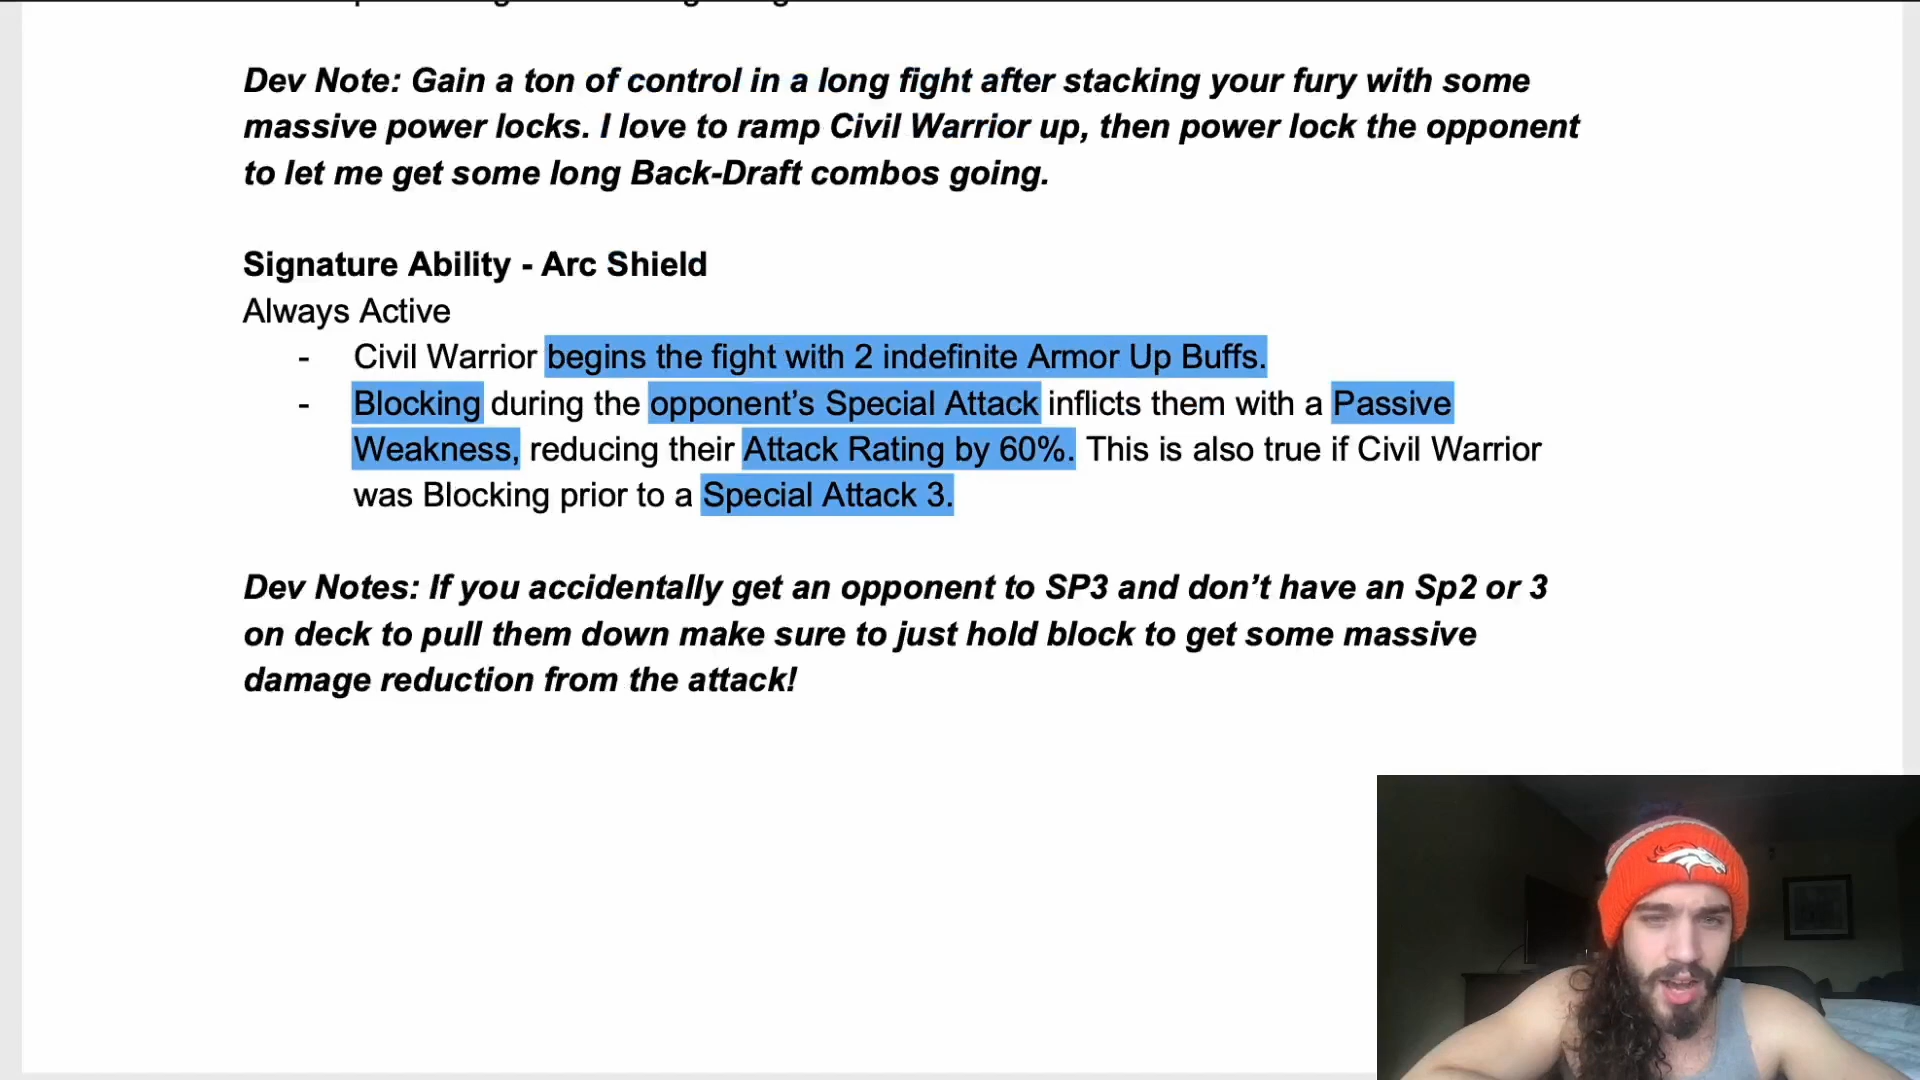 Dev Note: Gain a ton of control in a long fight after stacking your fury with some
massive power locks. I love to ramp Civil Warrior up, then power lock the opponent
to let me get some long Back-Draft combos going.
Signature Ability - Arc Shield
Always Active
- Civil Warrior begins the fight with 2 indefinite Armor Up Buffs.
- Blocking during the opponent’s Special Attack inflicts them with a Passive
Weakness, reducing their Attack Rating by 60%. This is also true if Civil Warrior
was Blocking prior to a Special Attack 3.
Dev Notes: If you accidentally get an opponent to SP3 and don’t have an Sp2 or 3
on deck to pull them down make sure to just hold block to get some massive
damage reduction from the attack!